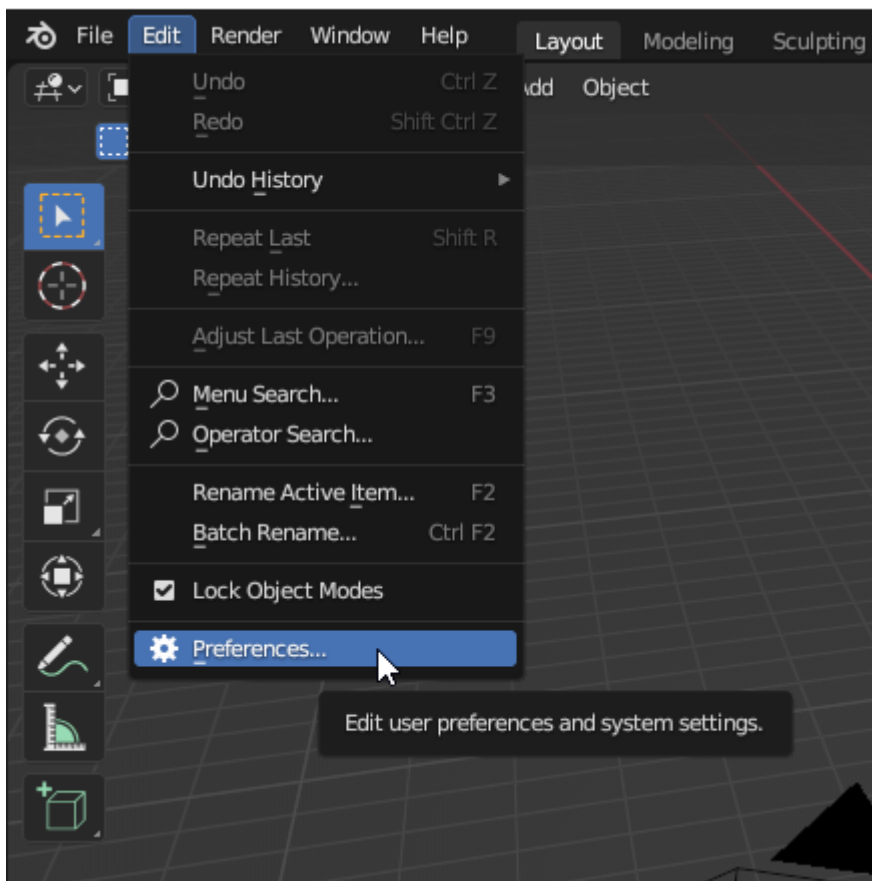 File Edit Render Window Help Layout Modeling Sculpting
Add Object
Undo Ctrl Z
Redo Shift Ctrl Z
Undo History
Repeat Last Shift R
Repeat History...
Adjust Last Operation... F9
Menu Search... F3
Operator Search...
Rename Active Item... F2
Batch Rename... Ctrl F2
Lock Object Modes
Preferences...
Edit user preferences and system settings.